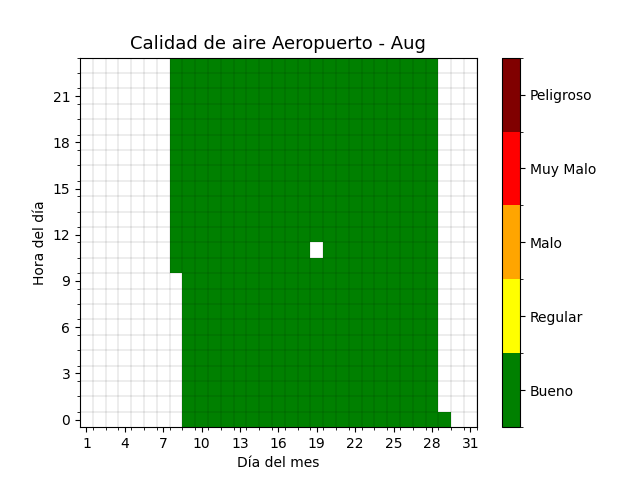 Calidad de aire Aeropuerto - Aug
Hora del día
21
18
15
12
9
6
3
0
1 4 7 10 13 16 19 22 25 28 31
Día del mes
Peligroso
Muy Malo
Malo
Regular
Bueno